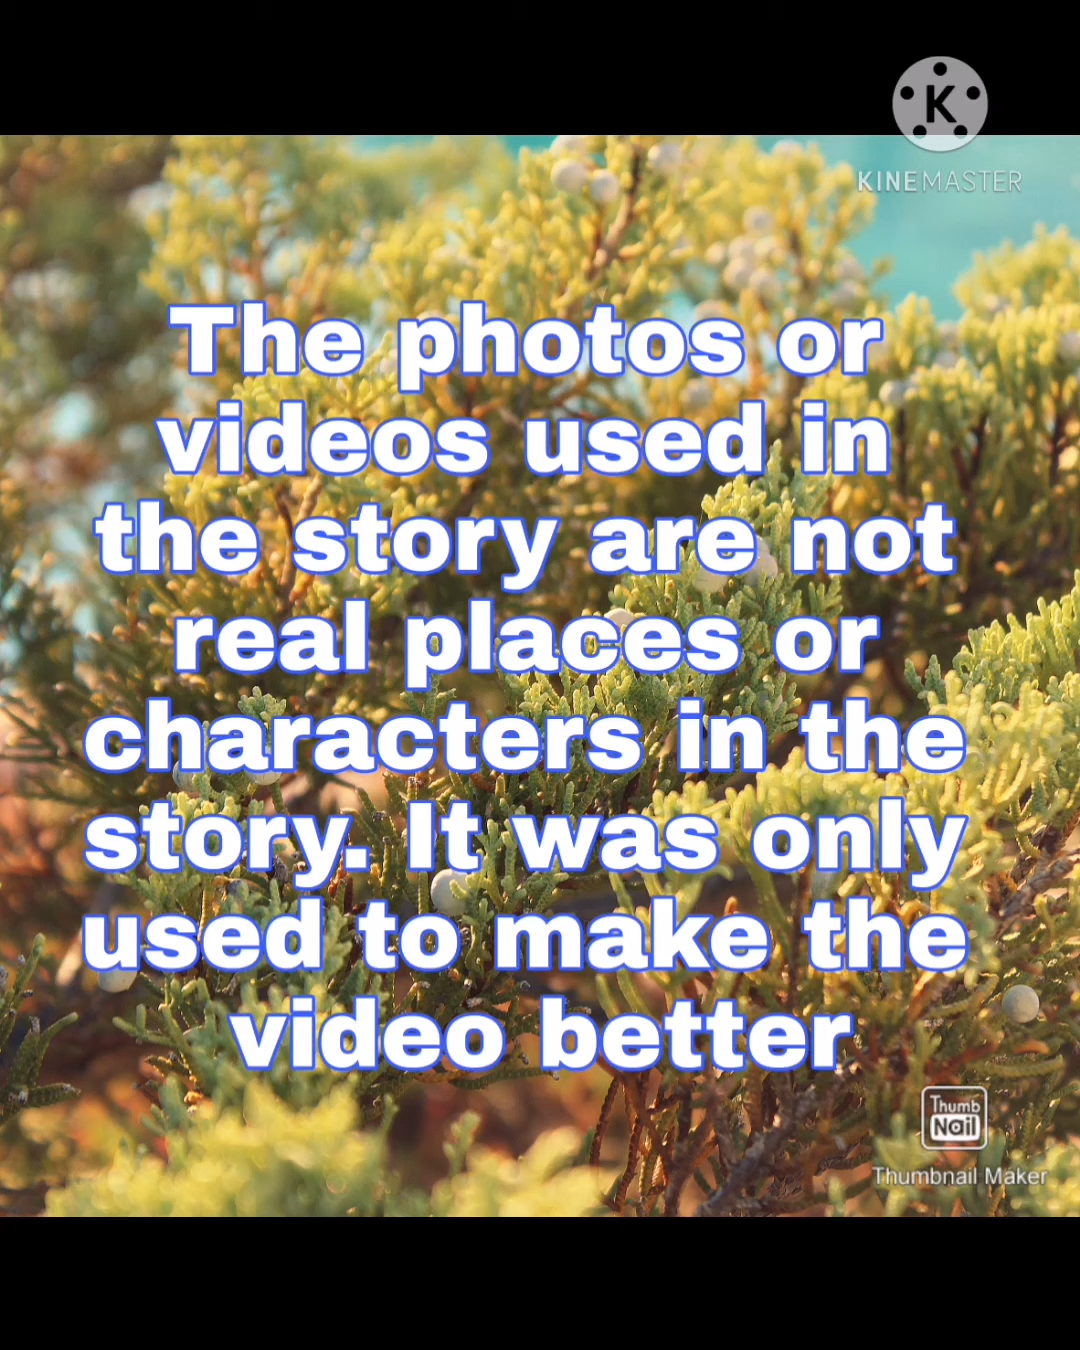 K
KINEMASTER
The photos or
videos used in
the story are not
real places or
characters in the
story. It was only
used to make the
video better
Thumb
Nail
Thumbnail Maker